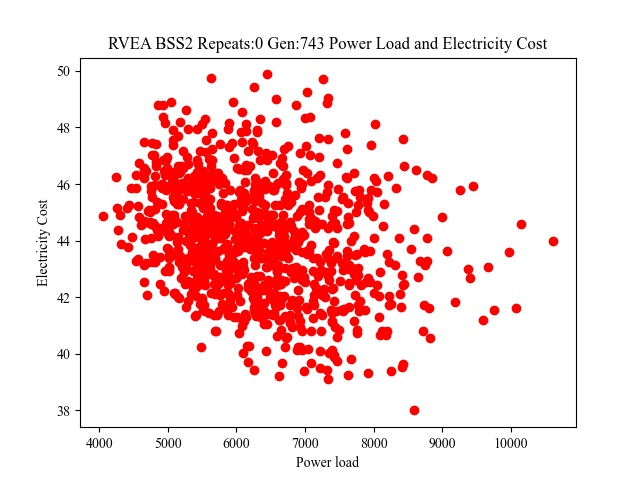 RVEA BSS2 Repeats:0 Gen:743 Power Load and Electricity Cost
50
48
46
44
42
40
38
Electricity Cost
4000 5000 6000 7000 8000 9000 10000
Power load